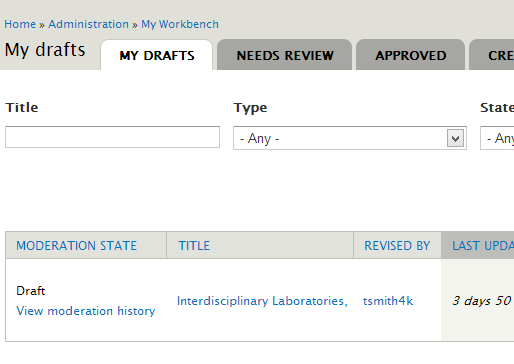 Home » Administration » My Workbench
My drafts
MY DRAFTS
NEEDS REVIEW
APPROVED
CRE
Title
Type
State
- Any -
- Any
MODERATION STATE
TITLE
REVISED BY
LAST UPDA
Draft
View moderation history
Interdisciplinary Laboratories,
tsmith4k
3 days 50